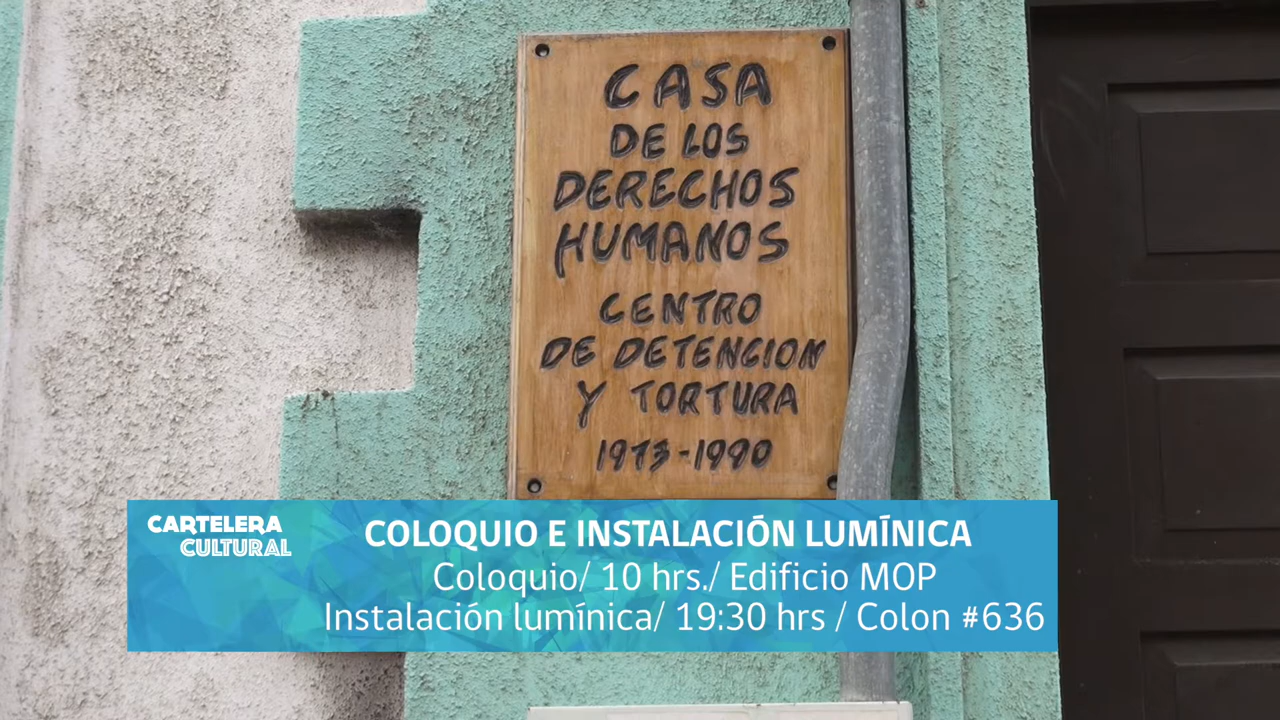 CASA
DE LOS
DERECHOS
HUMANOS
CENTRO
DE DETENCION
Y TORTURA
1973-1990
CARTELERA
CULTURAL
COLOQUIO E INSTALACIÓN LUMÍNICA
Coloquio/ 10 hrs./ Edificio MOP
Instalación lumínica/ 19:30 hrs / Colon #636